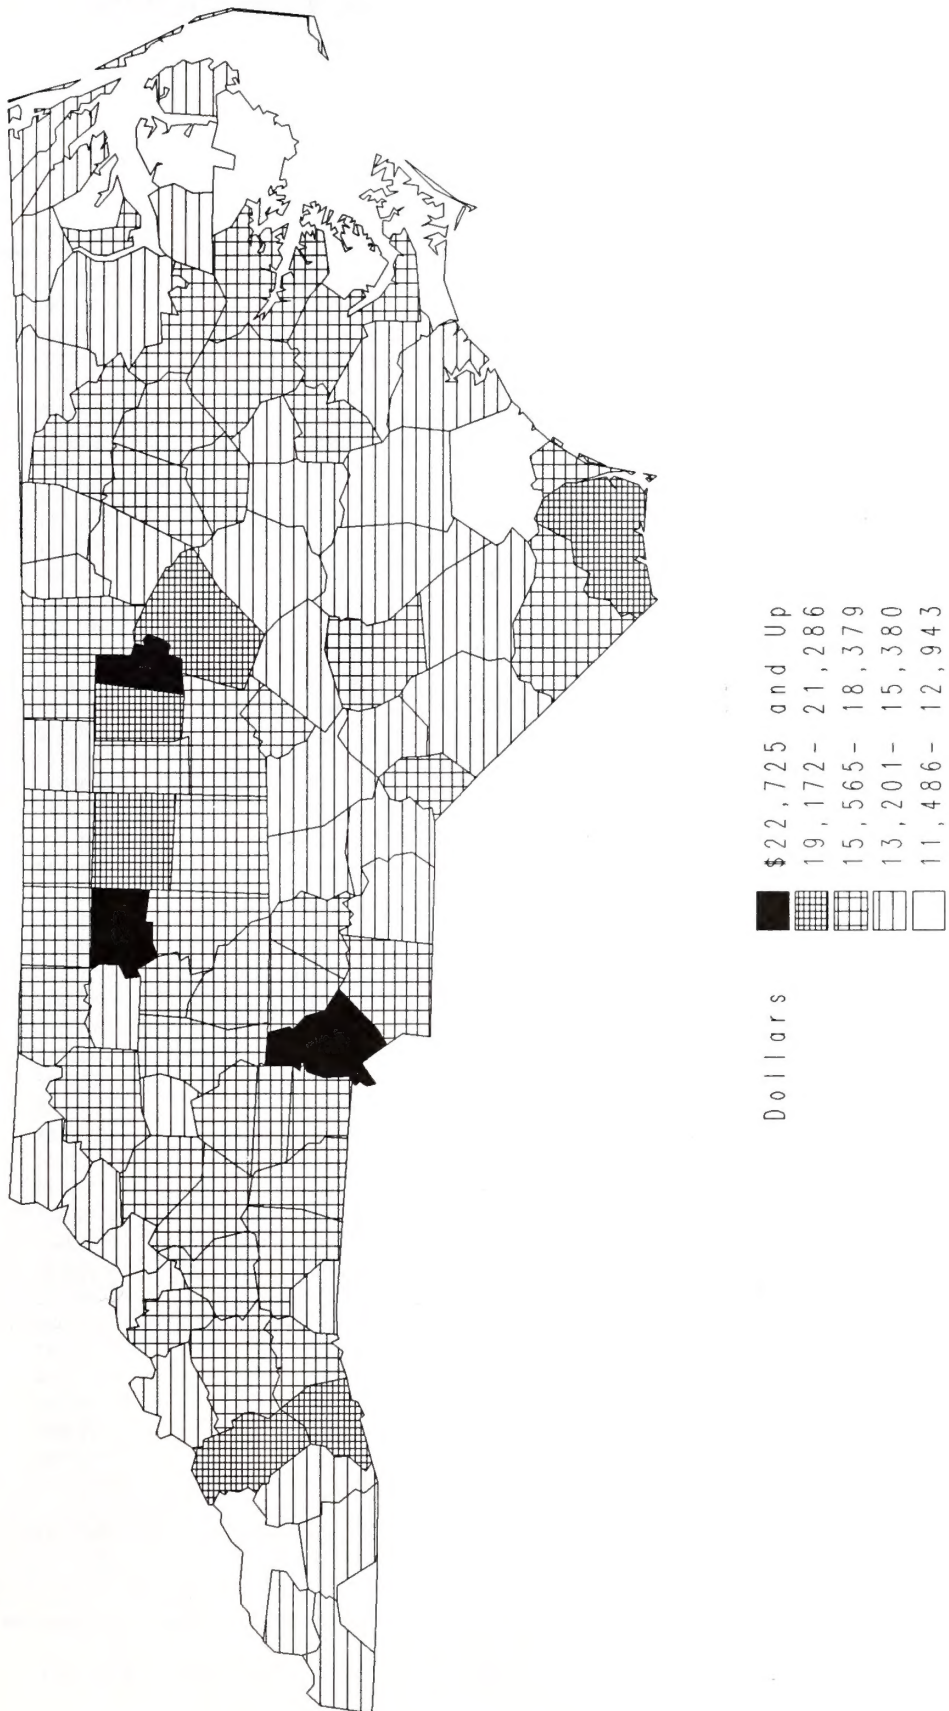 Dollars
$22,725 and Up
19,172- 21,286
15,565- 18,379
13,201- 15,380
11,486- 12,943